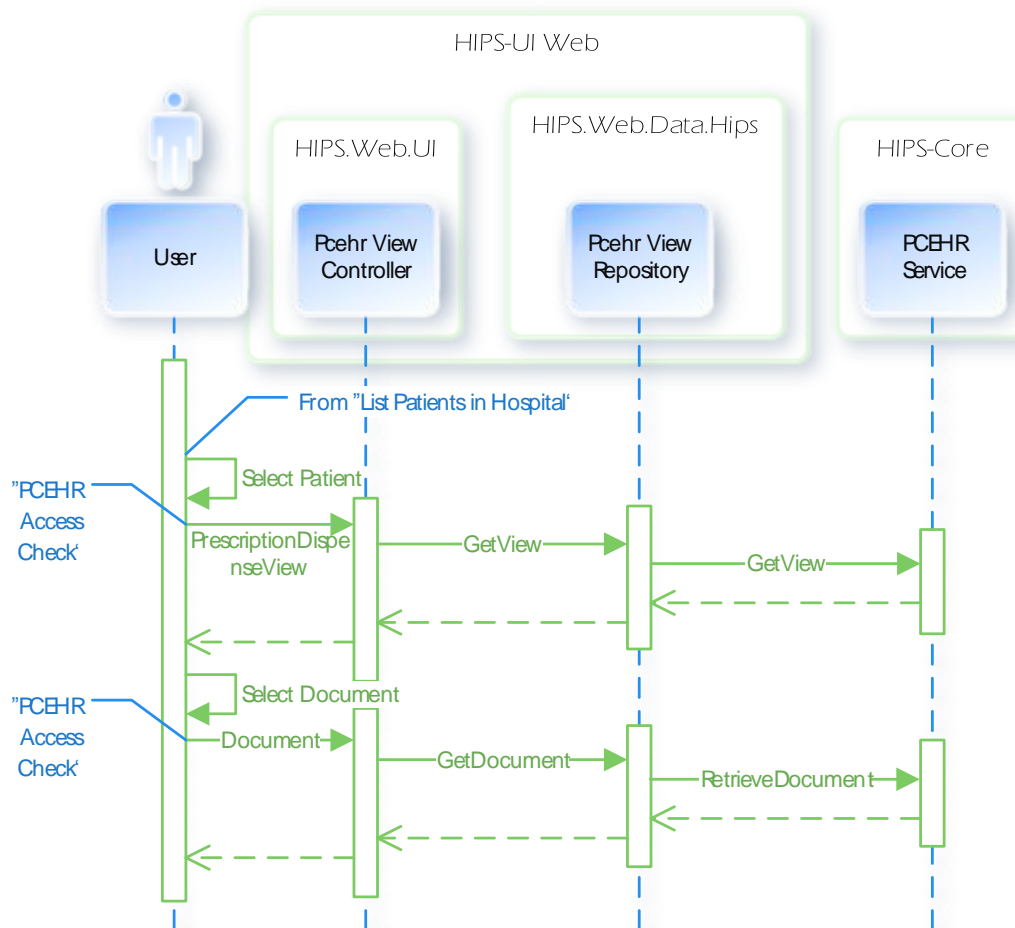 HIPS-UI Web
HIPS.Web.UI
HIPS.Web.Data.Hips
HIPS-Core
User
Pcehr View
Controller
Pcehr View
Repository
PCEHR
Service
From ”List Patients in Hospital‘
Select Patient
”PCEHR
Access
Check‘
PrescriptionDispe
nseView
GetView
GetView
Select Document
”PCEHR
Access
Check‘
Document
GetDocument
RetrieveDocument